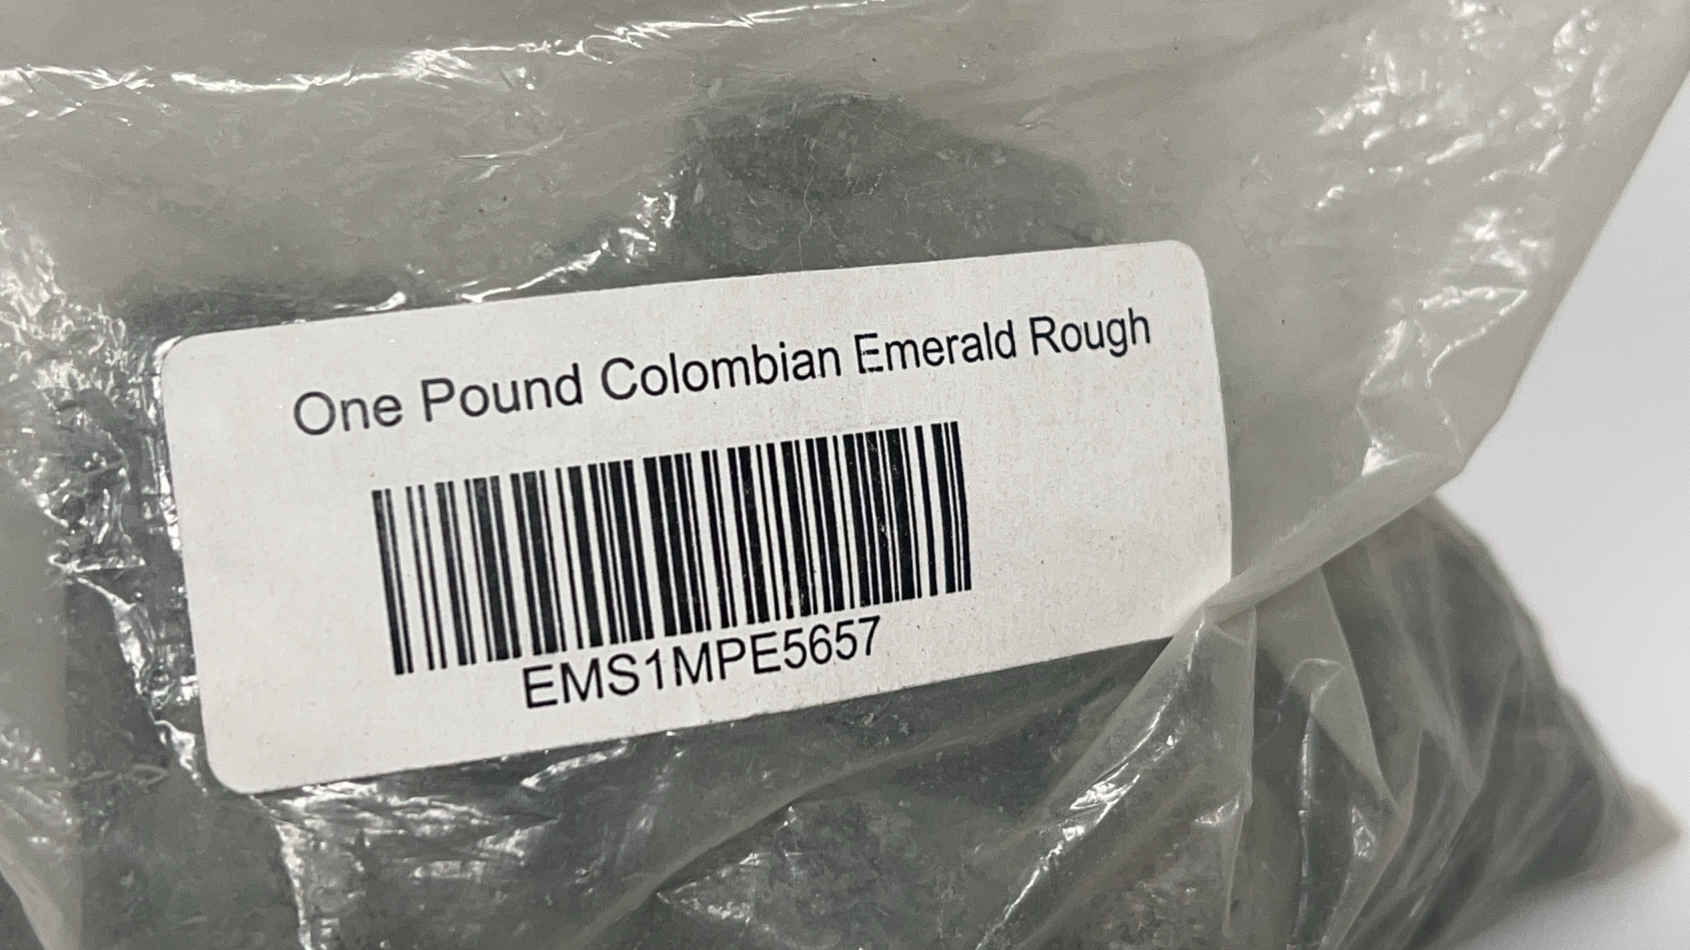 One Pound Colombian Emerald Rough
EMS1MPE5657